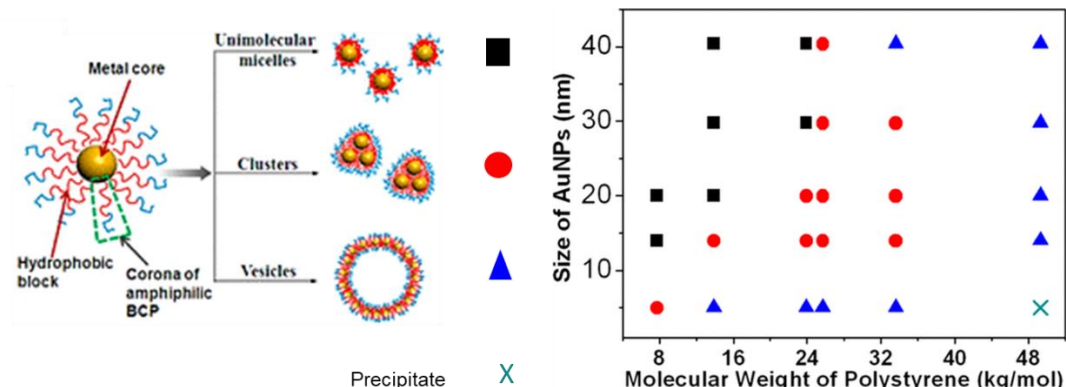 Metal core
Hydrophobic
block
Corona of
amphiphilic
BCP
Unimolecular
micelles
Clusters
Vesicles
Precipitate X
Size of AuNPs (nm)
40
30
20
10
8 16 24 32 40 48
Molecular Weight of Polystyrene (kg/mol)